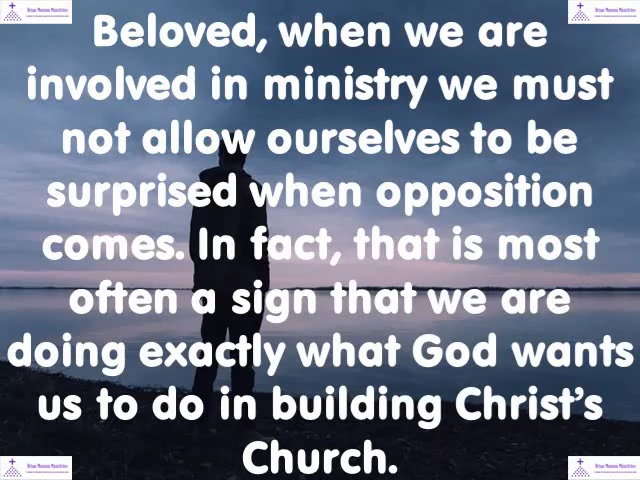 Beloved, when we are
involved in ministry we must
not allow ourselves to be
surprised when opposition
comes. In fact, that is most
often a sign that we are
doing exactly what God wants
us to do in building Christ's
Church.